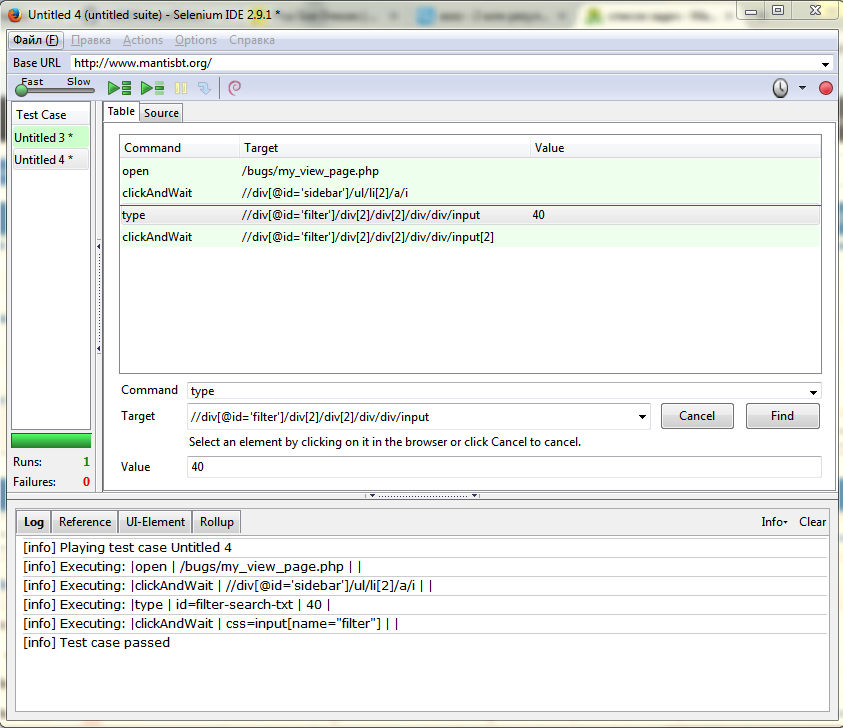 Untitled 4 (untitled suite) - Selenium IDE 2.9.1 *
Файл (F) Правка Actions Options Справка
Base URL http://www.mantisbt.org/
Fast Slow
Test Case
Untitled 3 *
Untitled 4 *
Runs: 1
Failures: 0
Table Source
Command Target Value
open /bugs/my_view_page.php
clickAndWait //div[@id='sidebar']/ul/li[2]/a/i
type //div[@id='filter']/div[2]/div[2]/div/div/input 40
clickAndWait //div[@id='filter']/div[2]/div[2]/div/div/input[2]
Command type
Target //div[@id='filter']/div[2]/div[2]/div/div/input Cancel Find
Select an element by clicking on it in the browser or click Cancel to cancel.
Value 40
Log Reference UI-Element Rollup Info Clear
[info] Playing test case Untitled 4
[info] Executing: |open | /bugs/my_view_page.php | |
[info] Executing: |clickAndWait | //div[@id='sidebar']/ul/li[2]/a/i | |
[info] Executing: |type | id=filter-search-txt | 40 |
[info] Executing: |clickAndWait | css=input[name="filter"] | |
[info] Test case passed